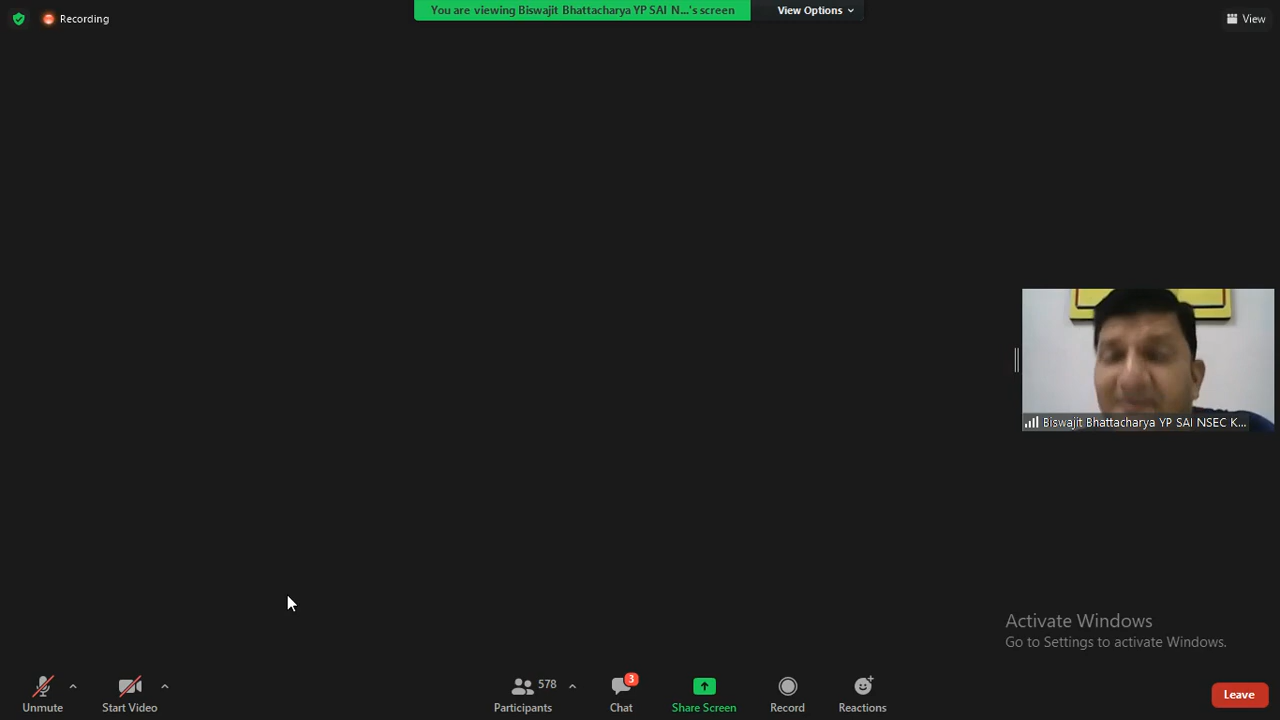 Recording
You are viewing Biswajit Bhattacharya YP SAI N...'s screen
View Options
View
Biswajit Bhattacharya YP SAI NSEC K...
Activate Windows
Go to Settings to activate Windows.
Unmute
Start Video
578
Participants
3
Chat
Share Screen
Record
Reactions
Leave